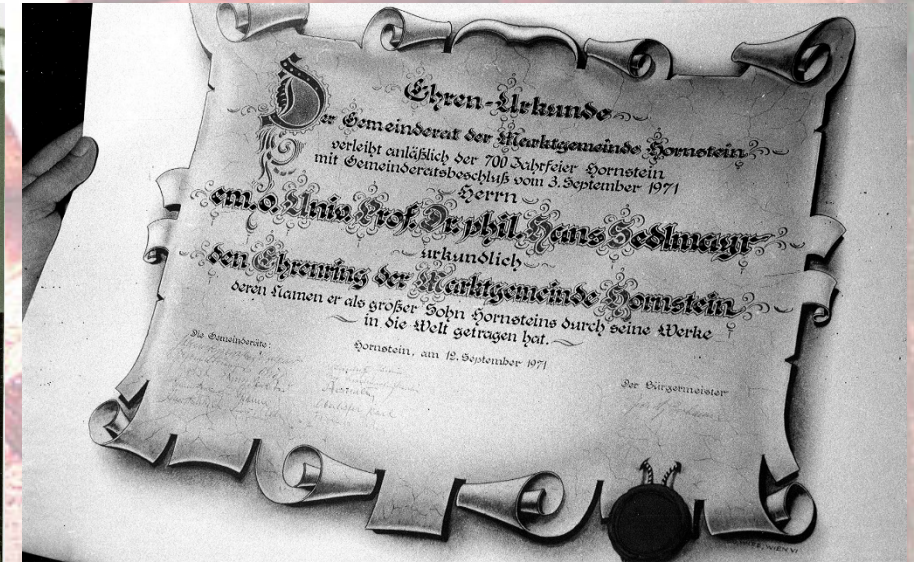 Ehren-Urkunde
Der Gemeinderat der Marktgemeinde Hornstein
verleiht anläßlich der 700 Jahrfeier Hornstein
mit Gemeinderatsbeschluß vom 3. September 1971
Herrn
em. o. Univ. Prof. Dr. phil. Hans Sedlmayr
urkundlich
den Ehrenring der Marktgemeinde Hornstein
deren Namen er als großer Sohn Hornsteins durch seine Werke
in die Welt getragen hat.
Hornstein, am 12. September 1971
Die Gemeinderäte:
Der Bürgermeister
WIEN VI